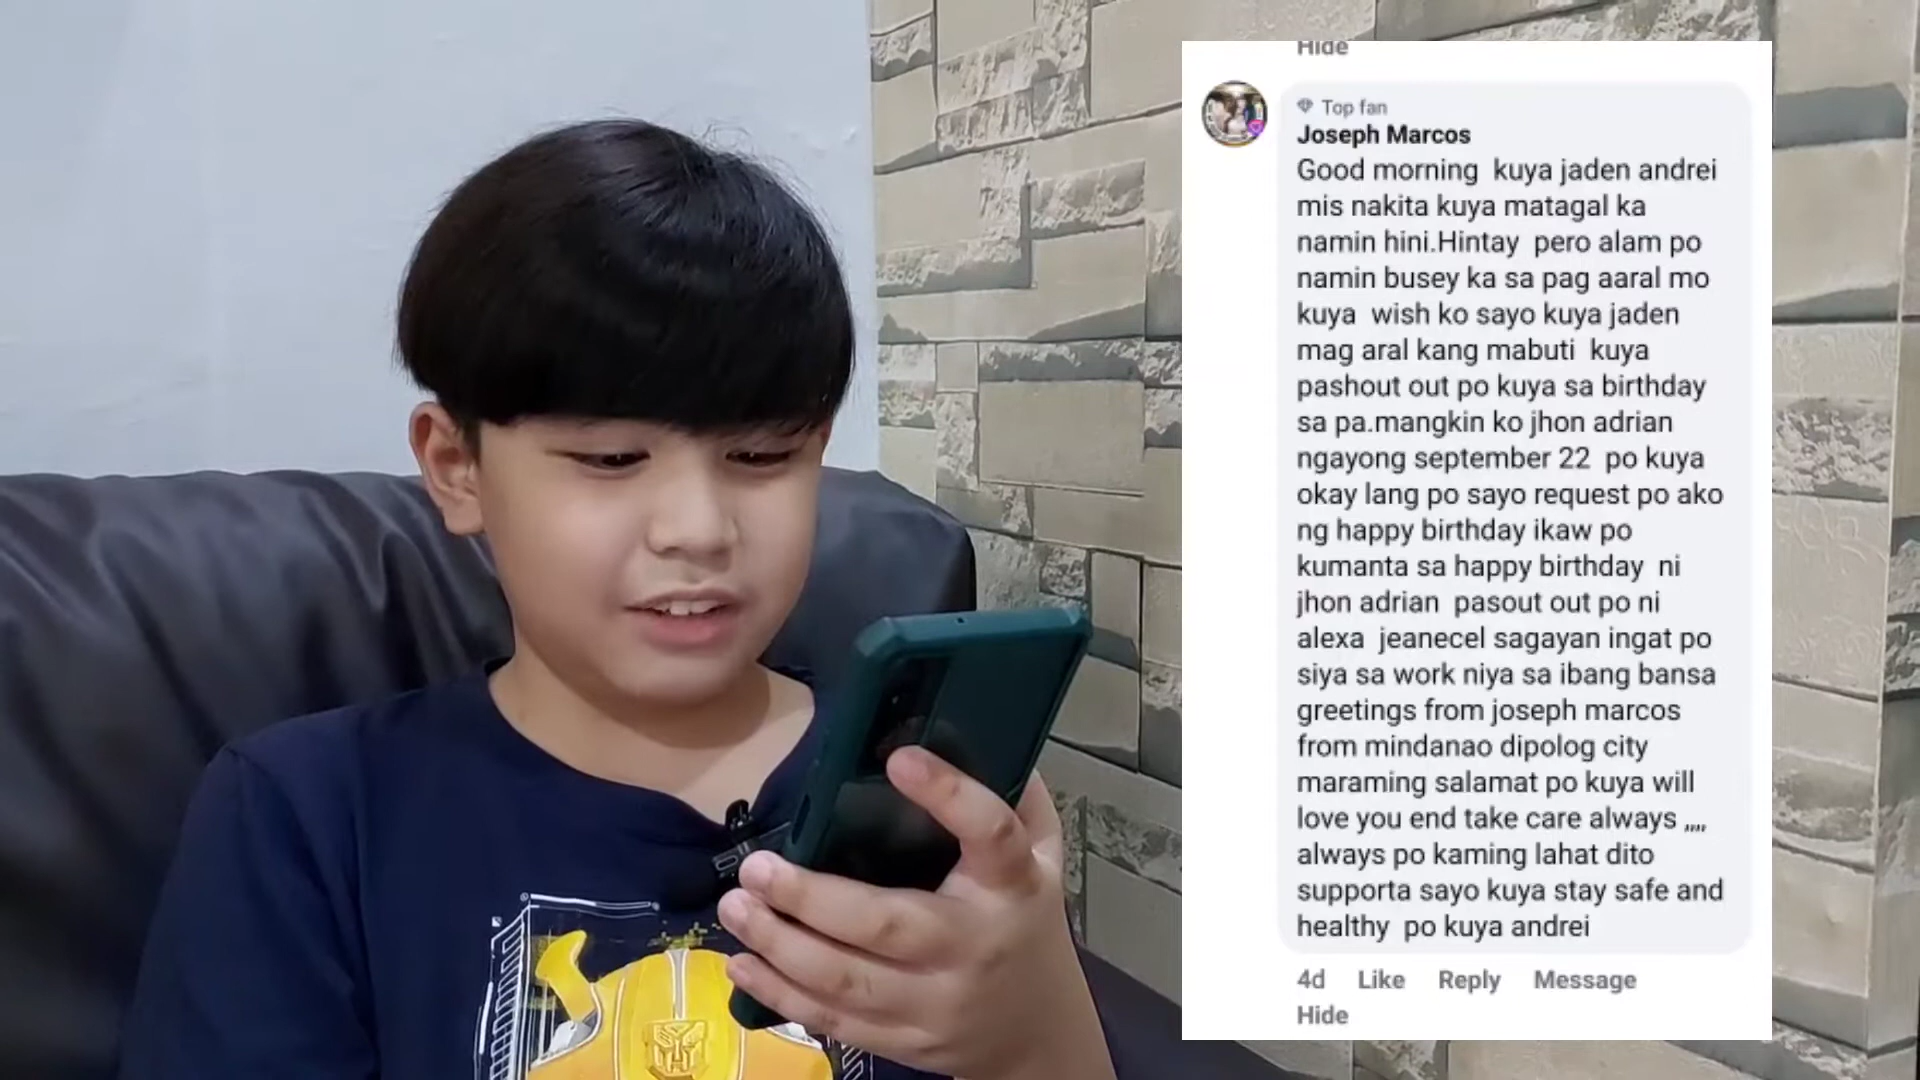 Hide
Top fan
Joseph Marcos
Good morning kuya jaden andrei
mis nakita kuya matagal ka
namin hini.Hintay pero alam po
namin busey ka sa pag aaral mo
kuya wish ko sayo kuya jaden
mag aral kang mabuti kuya
pashout out po kuya sa birthday
sa pa.mangkin ko jhon adrian
ngayong september 22 po kuya
okay lang po sayo request po ako
ng happy birthday ikaw po
kumanta sa happy birthday ni
jhon adrian pasout out po ni
alexa jeanecel sagayan ingat po
siya sa work niya sa ibang bansa
greetings from joseph marcos
from mindanao dipolog city
maraming salamat po kuya will
love you end take care always ,,,,,
always po kaming lahat dito
supporta sayo kuya stay safe and
healthy po kuya andrei
4d Like Reply Message
Hide